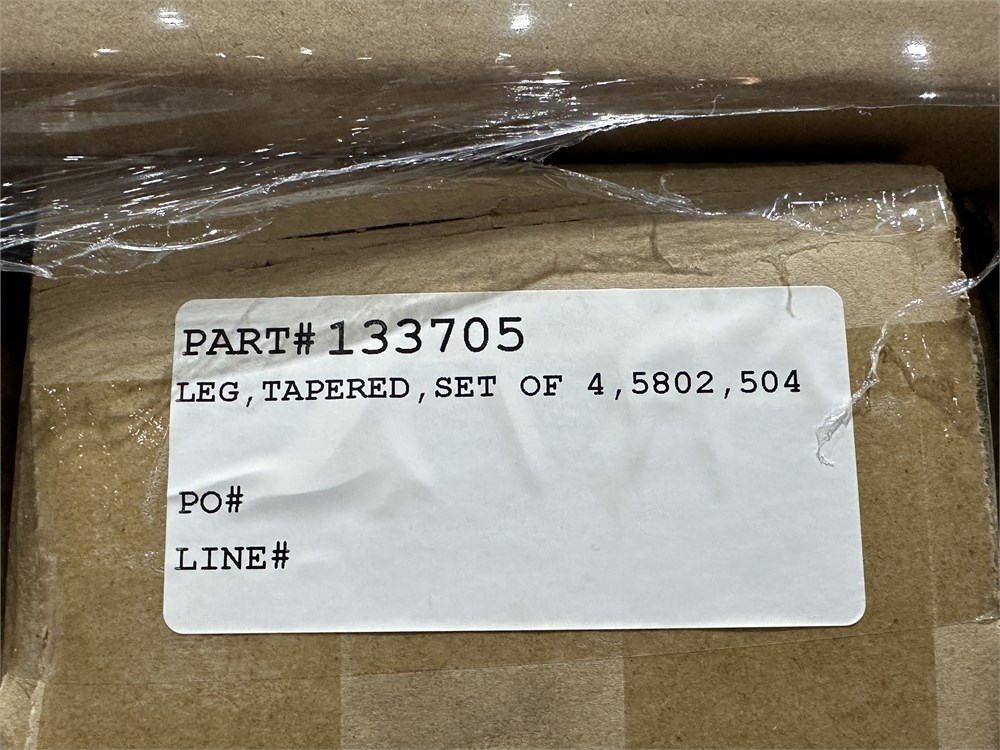 PART#133705
LEG,TAPERED,SET OF 4,5802,504
PO#
LINE#